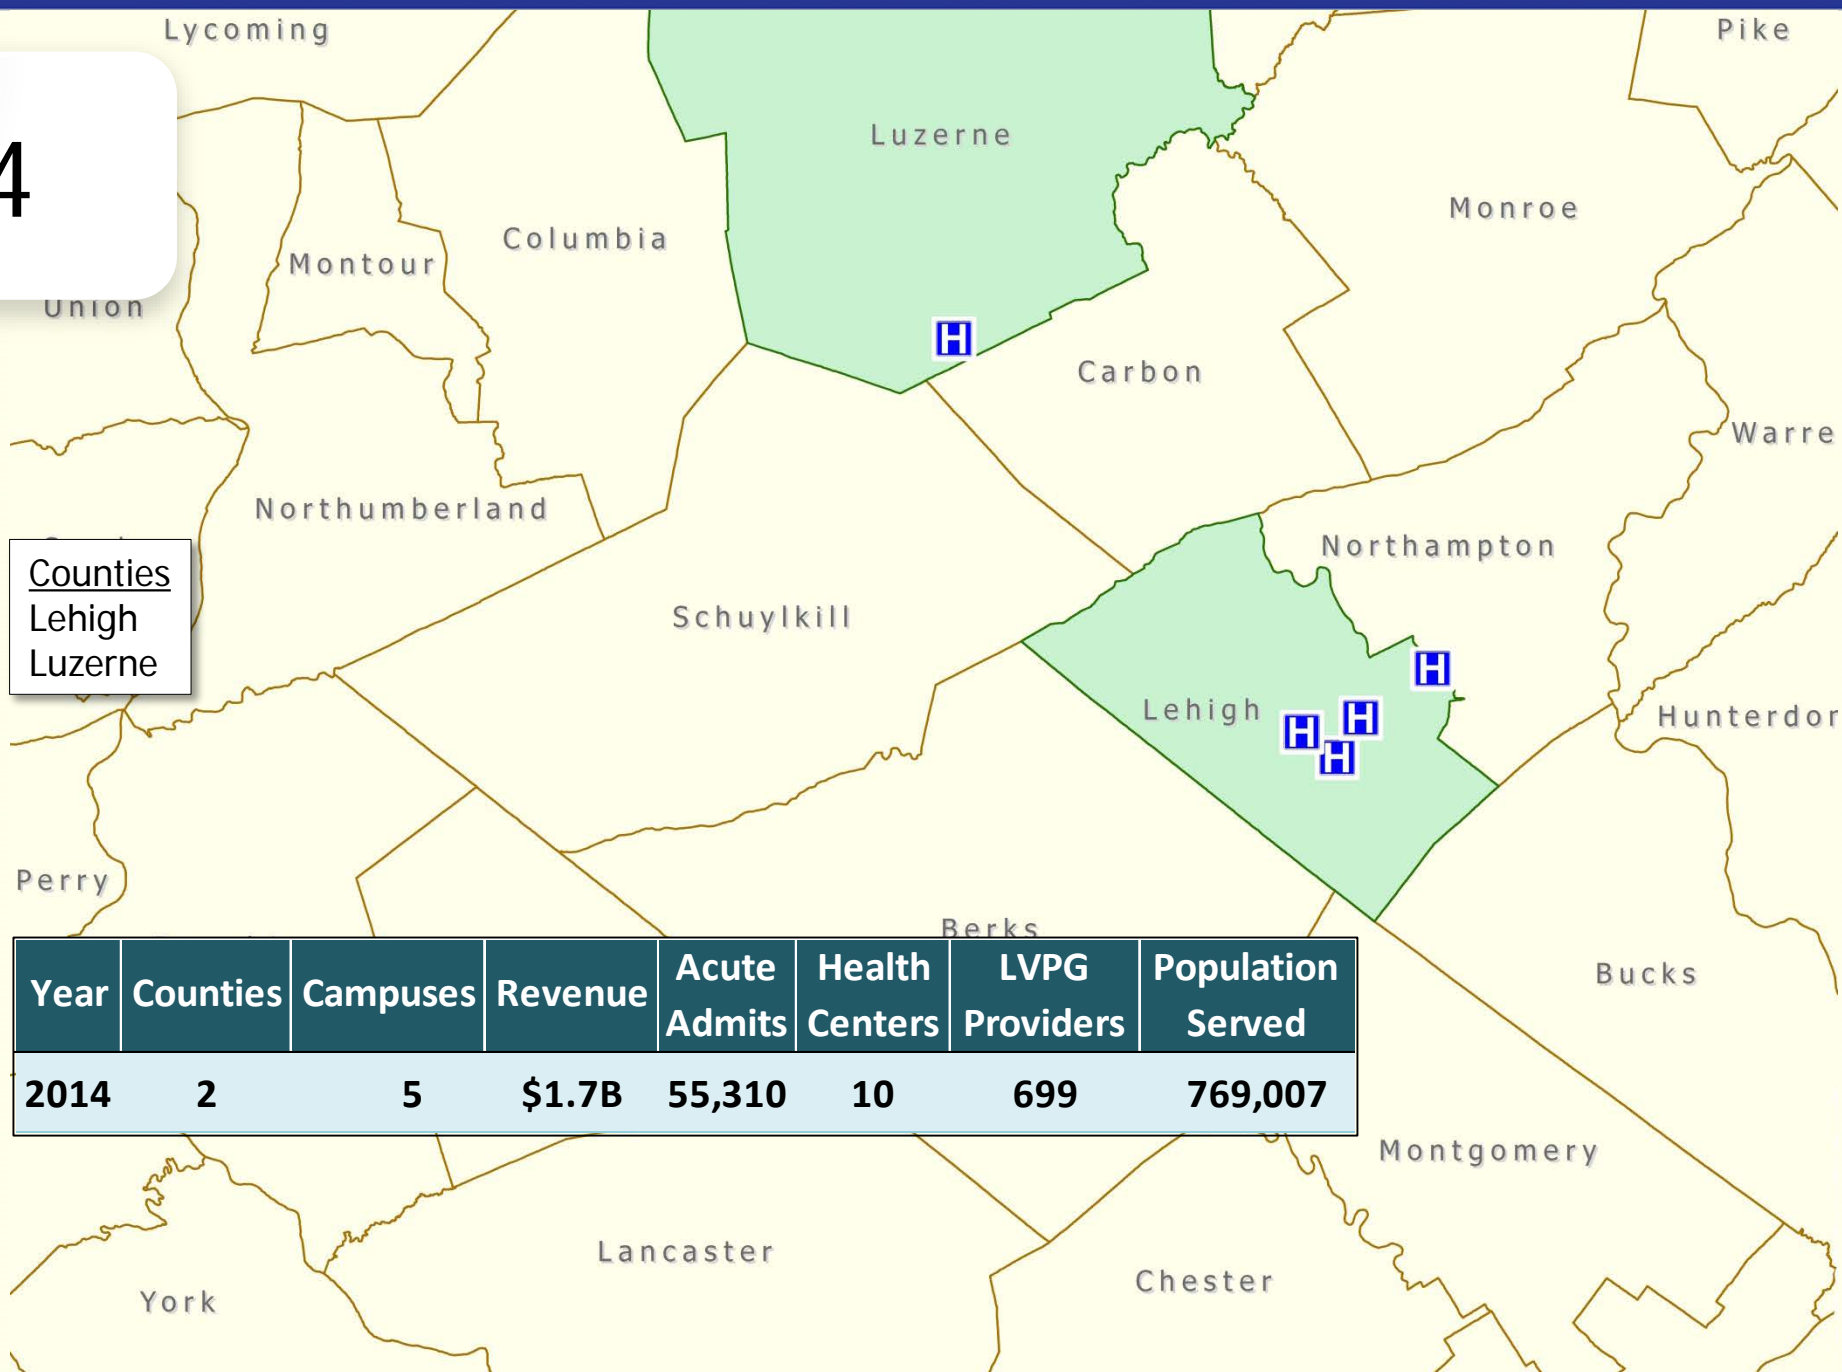 Lycoming
Pike
4
Luzerne
Monroe
Columbia
Montour
Union
H
Carbon
Warre
Northumberland
Northampton
Counties
Lehigh
Luzerne
Schuylkill
H
Lehigh
H
H
H
Hunterdor
Perry
Berks
Bucks
Year Counties Campuses Revenue Acute Admits Health Centers LVPG Providers Population Served
2014 2 5 $1.7B 55,310 10 699 769,007
Montgomery
Lancaster
Chester
York